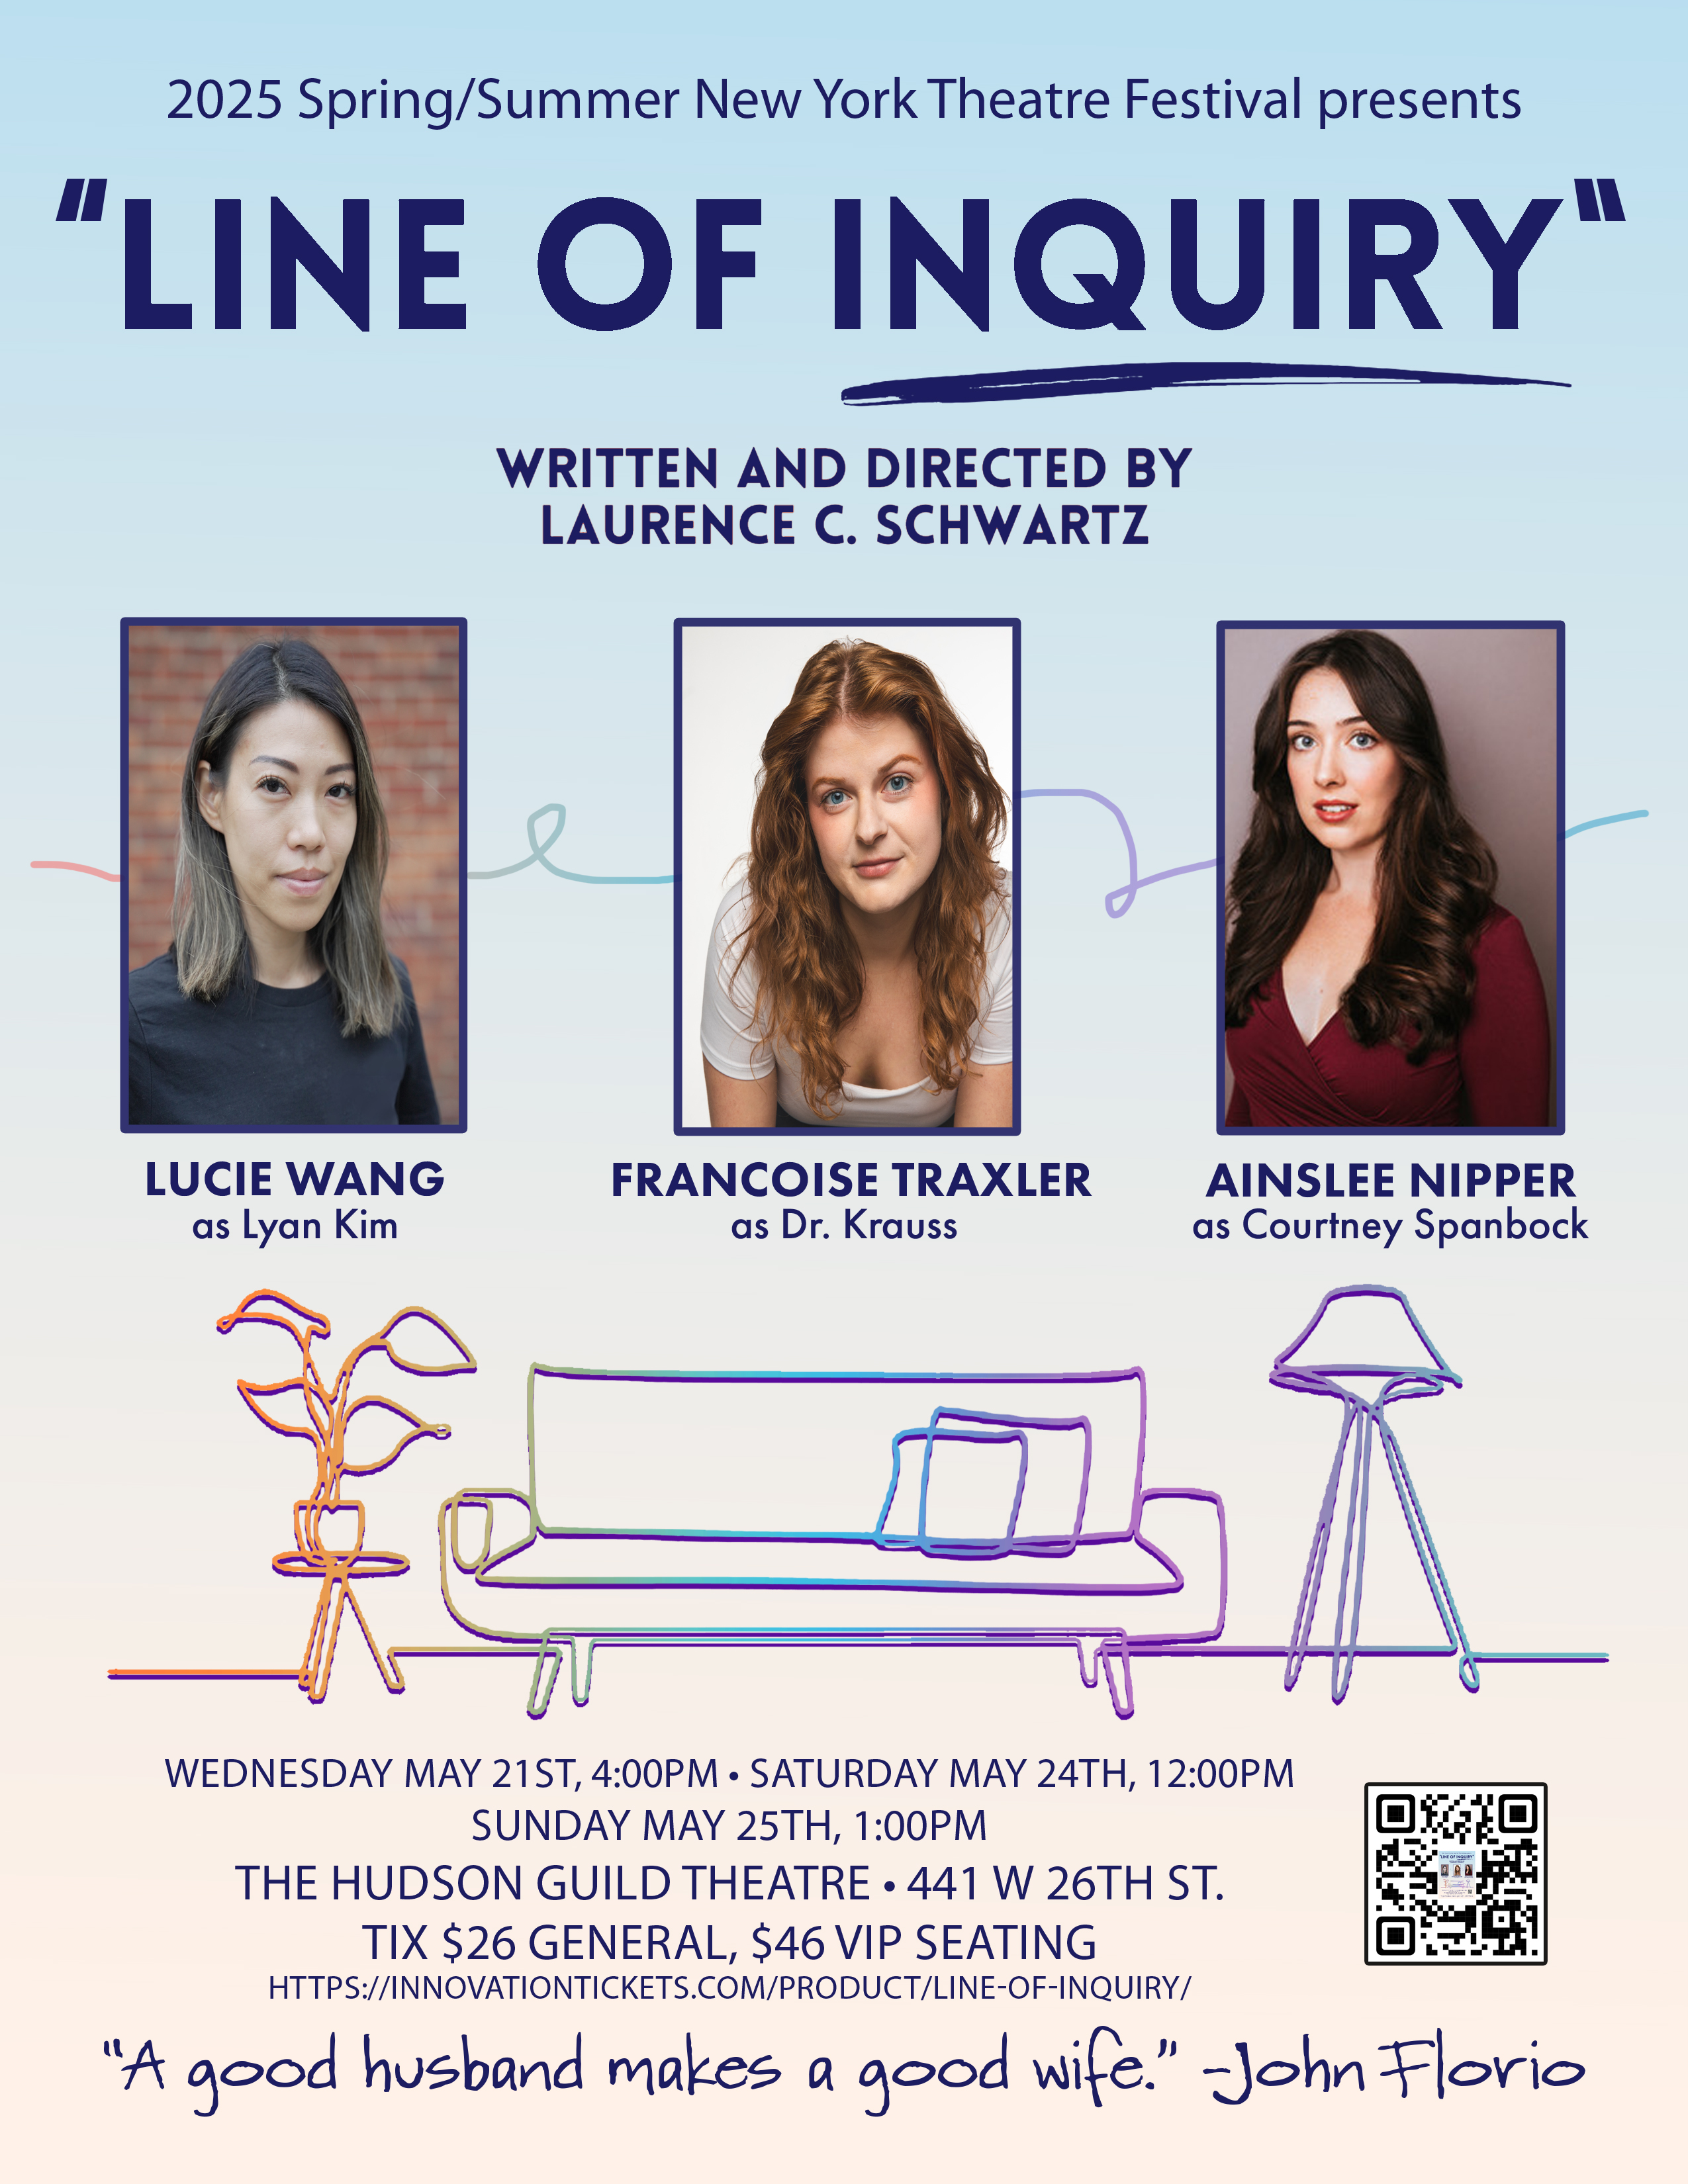 2025 Spring/Summer New York Theatre Festival presents
"LINE OF INQUIRY"
WRITTEN AND DIRECTED BY
LAURENCE C. SCHWARTZ
LUCIE WANG
as Lyan Kim
FRANCOISE TRAXLER
as Dr. Krauss
AINSLEE NIPPER
as Courtney Spanbock
WEDNESDAY MAY 21ST, 4:00PM • SATURDAY MAY 24TH, 12:00PM
SUNDAY MAY 25TH, 1:00PM
THE HUDSON GUILD THEATRE • 441 W 26TH ST.
TIX $26 GENERAL, $46 VIP SEATING
HTTPS://INNOVATIONTICKETS.COM/PRODUCT/LINE-OF-INQUIRY/
"A good husband makes a good wife." -John Florio